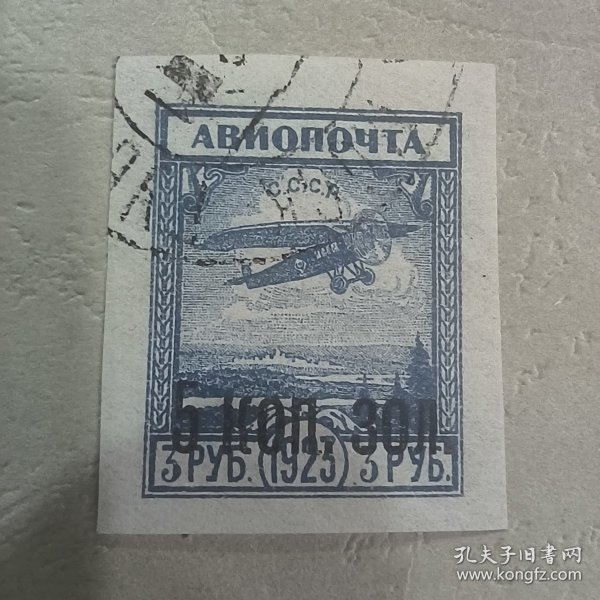 АВИОПОЧТА
С.С.С.Р.
5 коп. зол.
3 РУБ. 1923 3 РУБ.
孔夫子旧书网
www.kongfz.com